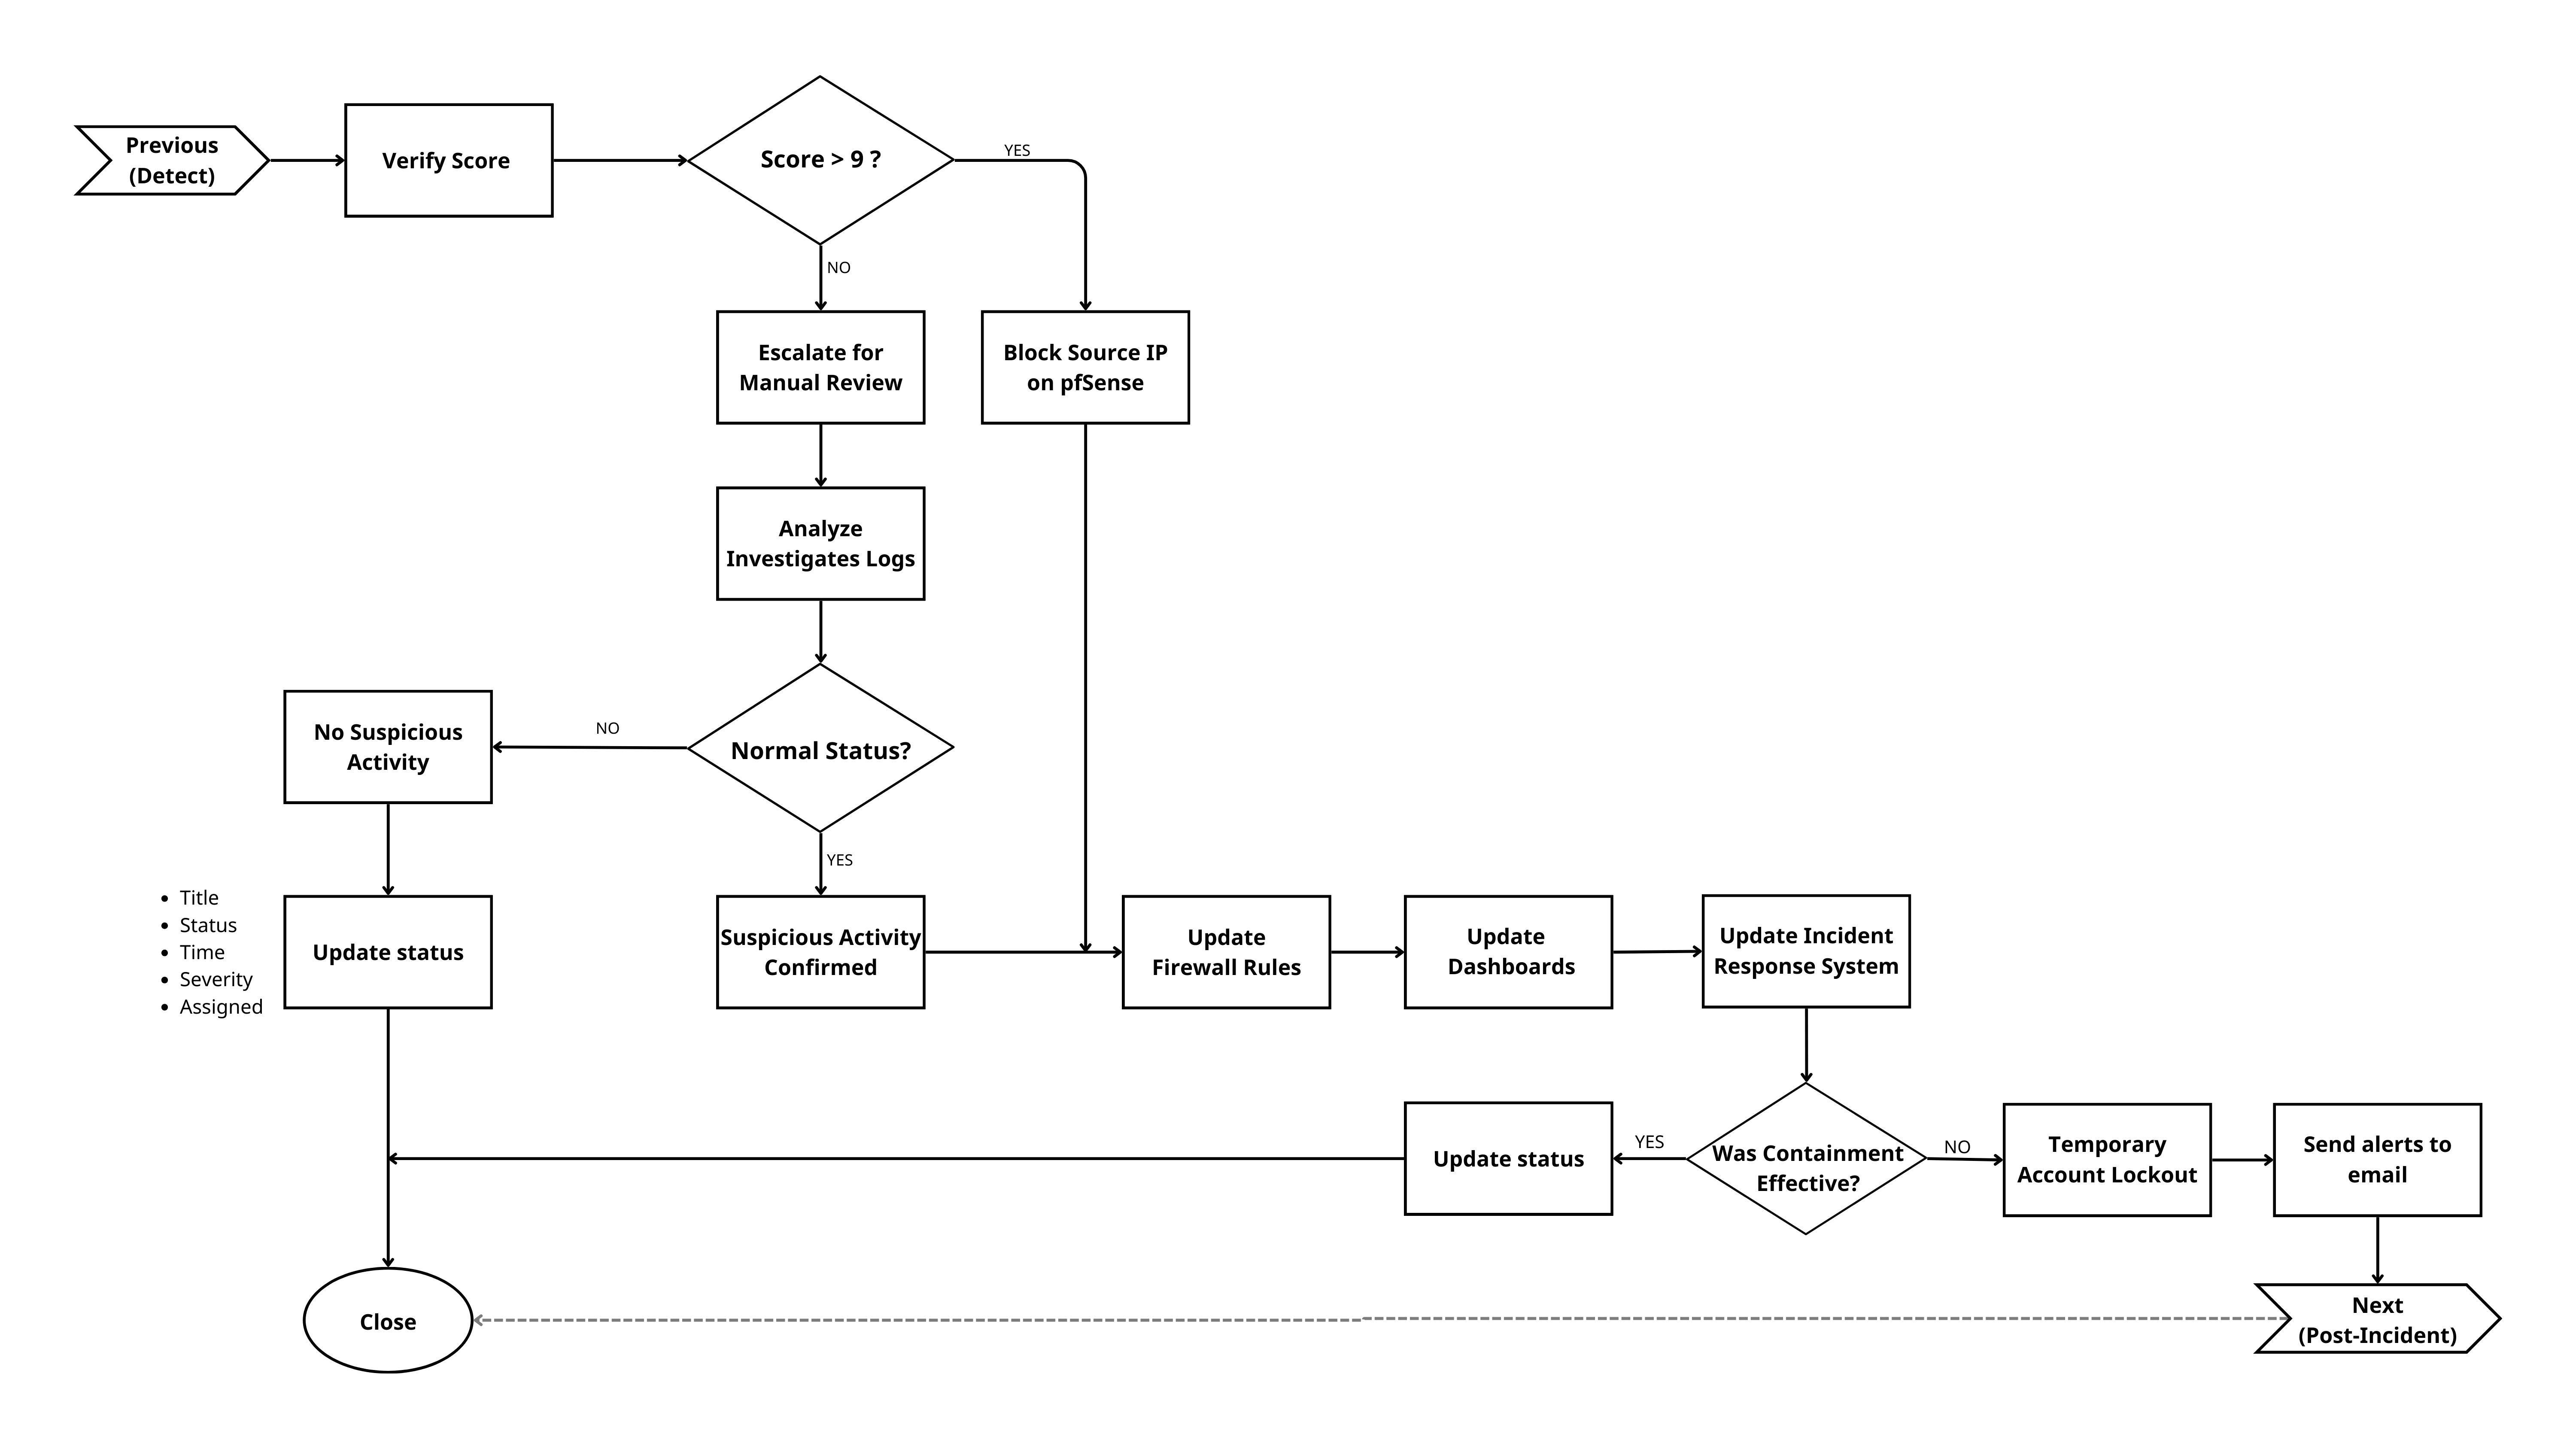 Previous
(Detect)
Verify Score
Score > 9 ?
YES
NO
Escalate for
Manual Review
Block Source IP
on pfSense
Analyze
Investigates Logs
No Suspicious
Activity
NO
Normal Status?
YES
• Title
• Status
• Time
• Severity
• Assigned
Update status
Suspicious Activity
Confirmed
Update
Firewall Rules
Update
Dashboards
Update Incident
Response System
Update status
YES
Was Containment
Effective?
NO
Temporary
Account Lockout
Send alerts to
email
Close
Next
(Post-Incident)